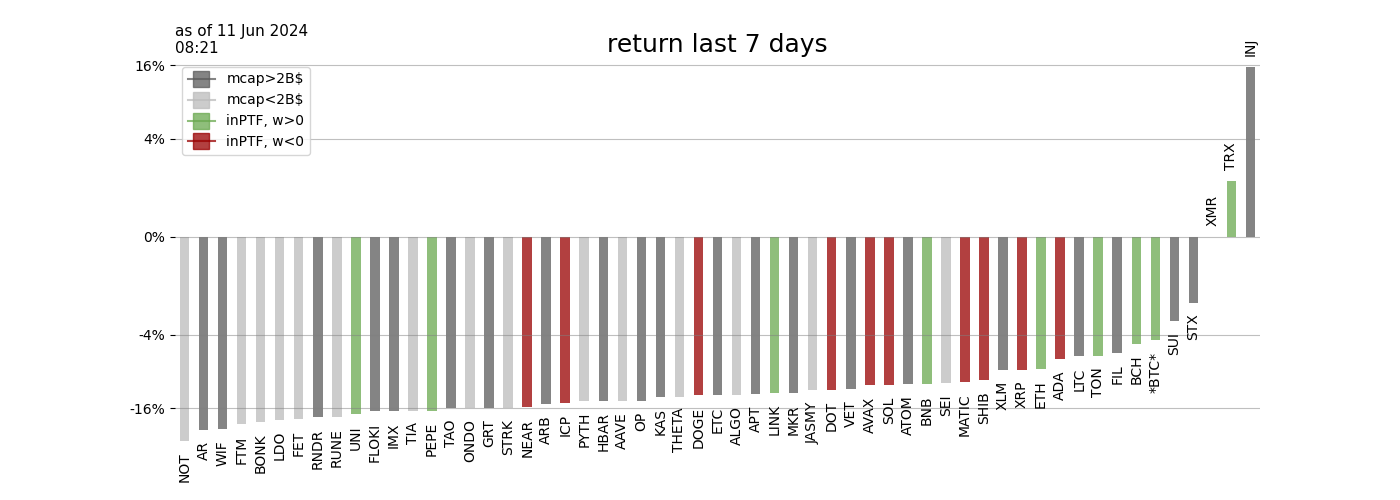 as of 11 Jun 2024
08:21
return last 7 days
16%
4%
0%
-4%
-16%
mcap>2B$
mcap<2B$
inPTF, w>0
inPTF, w<0
NOT
AR
WIF
FTM
BONK
LDO
FET
RNDR
RUNE
UNI
FLOKI
IMX
TIA
PEPE
TAO
ONDO
GRT
STRK
NEAR
ARB
ICP
PYTH
HBAR
AAVE
OP
KAS
THETA
DOGE
ETC
ALGO
APT
LINK
MKR
JASMY
DOT
VET
AVAX
SOL
ATOM
BNB
SEI
MATIC
SHIB
XLM
XRP
ETH
ADA
LTC
TON
FIL
BCH
*BTC*
SUI
STX
XMR
TRX
INJ